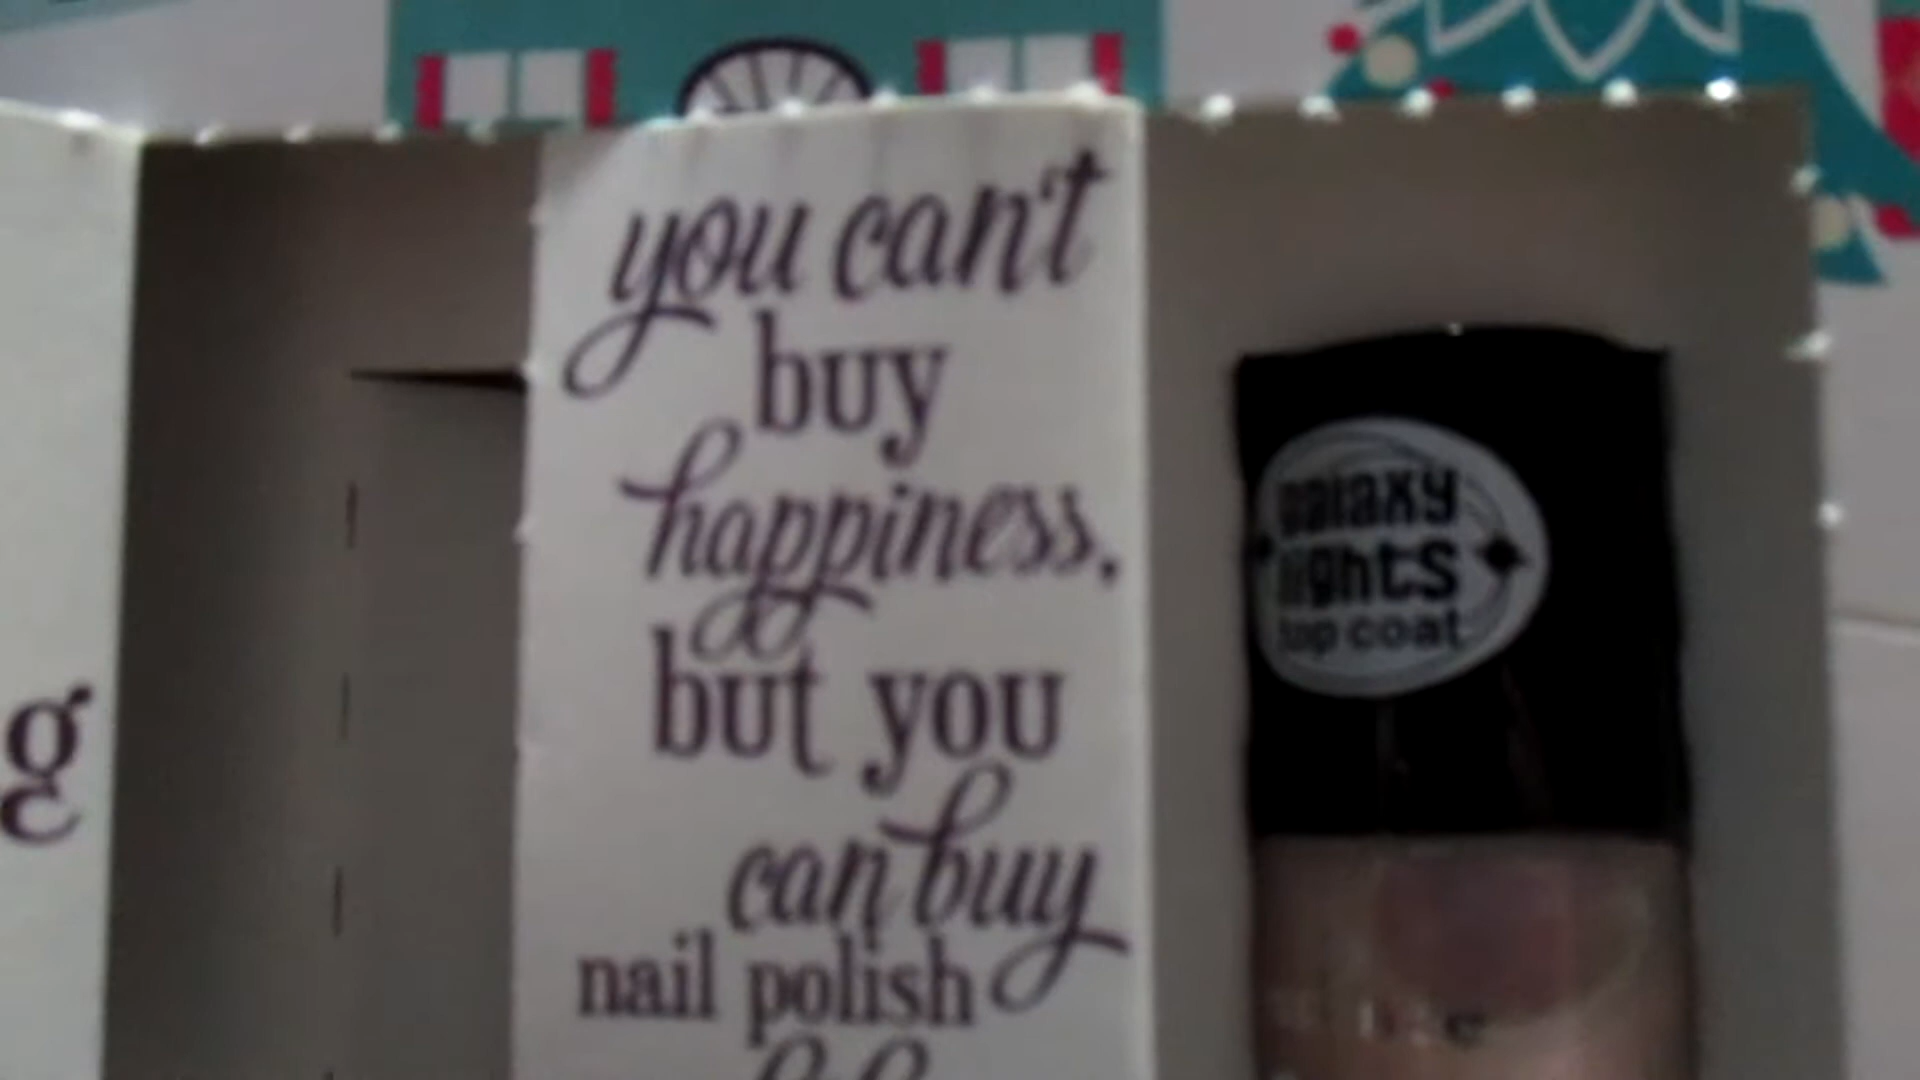 you can't
buy
happiness,
but you
can buy
nail polish
galaxy
lights
top coat
g